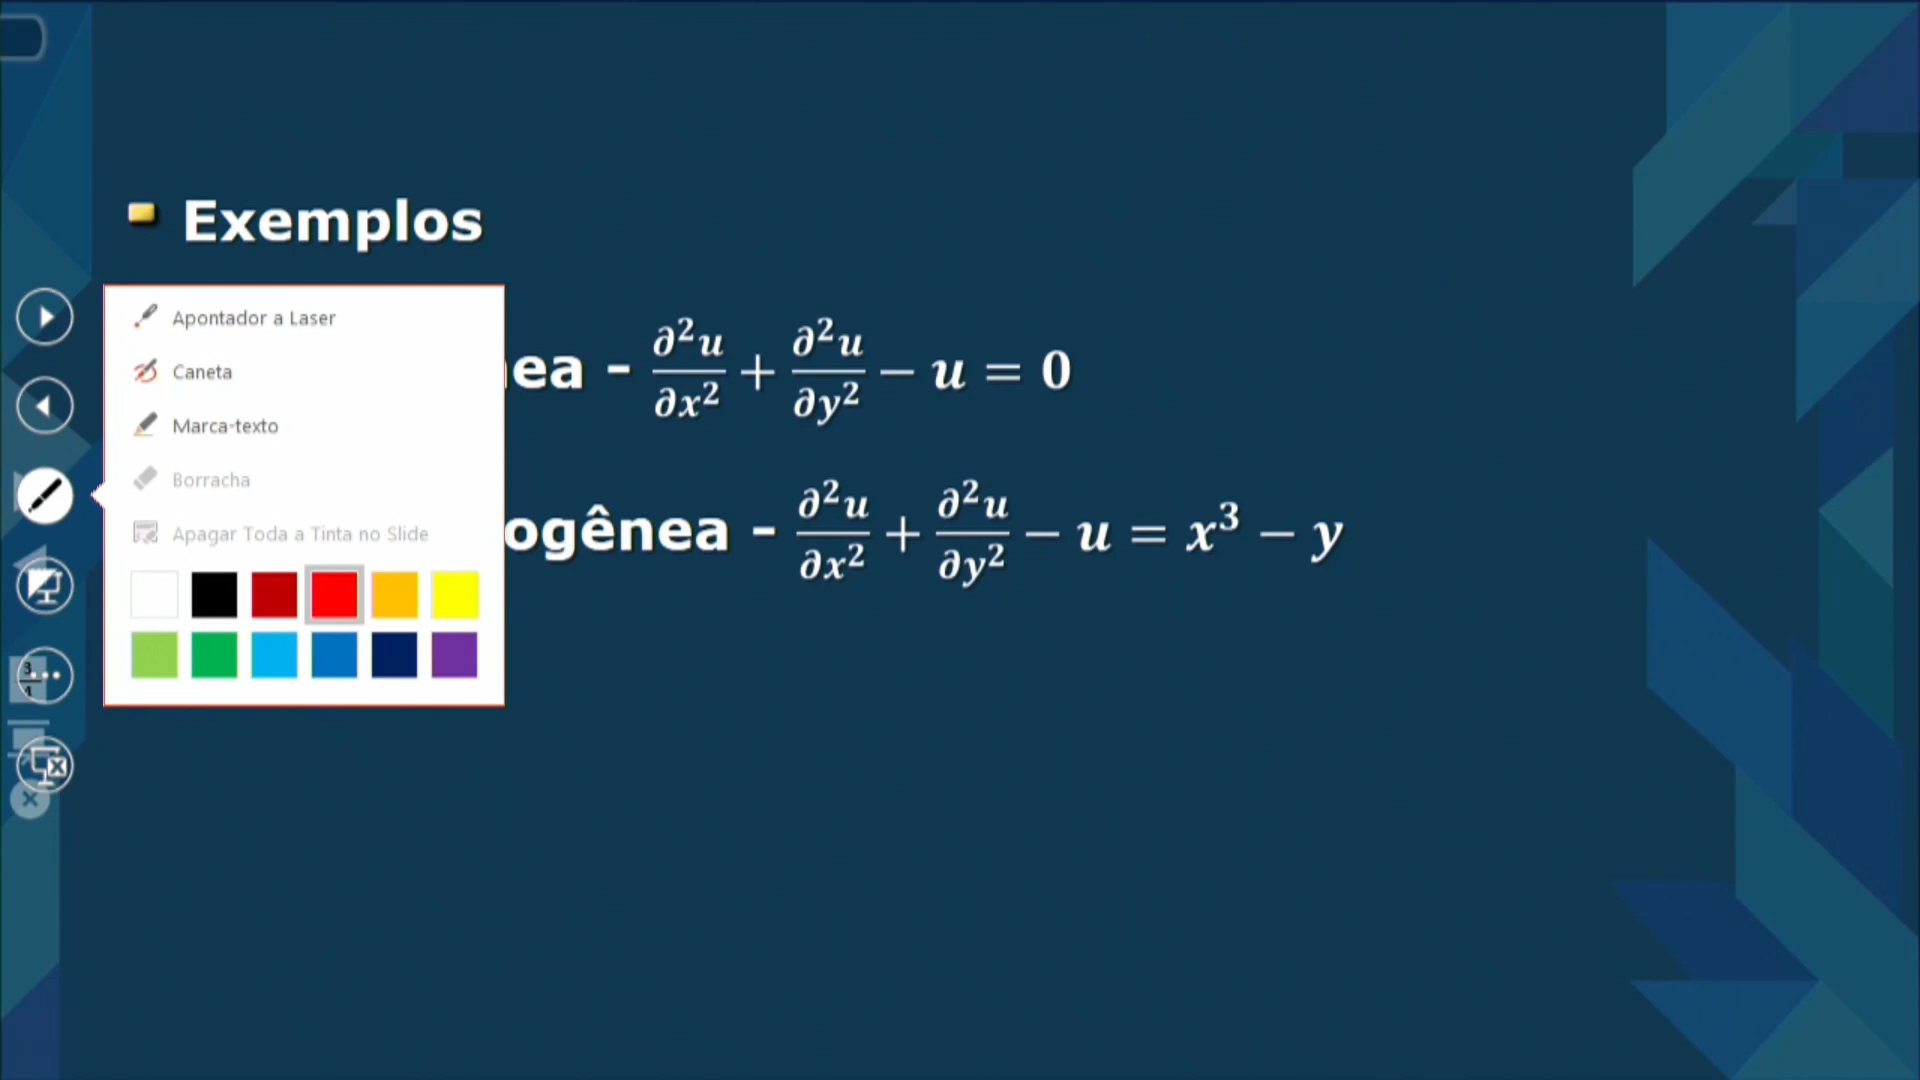 Exemplos
Apontador a Laser
Caneta
Marca-texto
Borracha
Apagar Toda a Tinta no Slide
ea - ∂²u/∂x² + ∂²u/∂y² − u = 0
ogênea - ∂²u/∂x² + ∂²u/∂y² − u = x³ − y